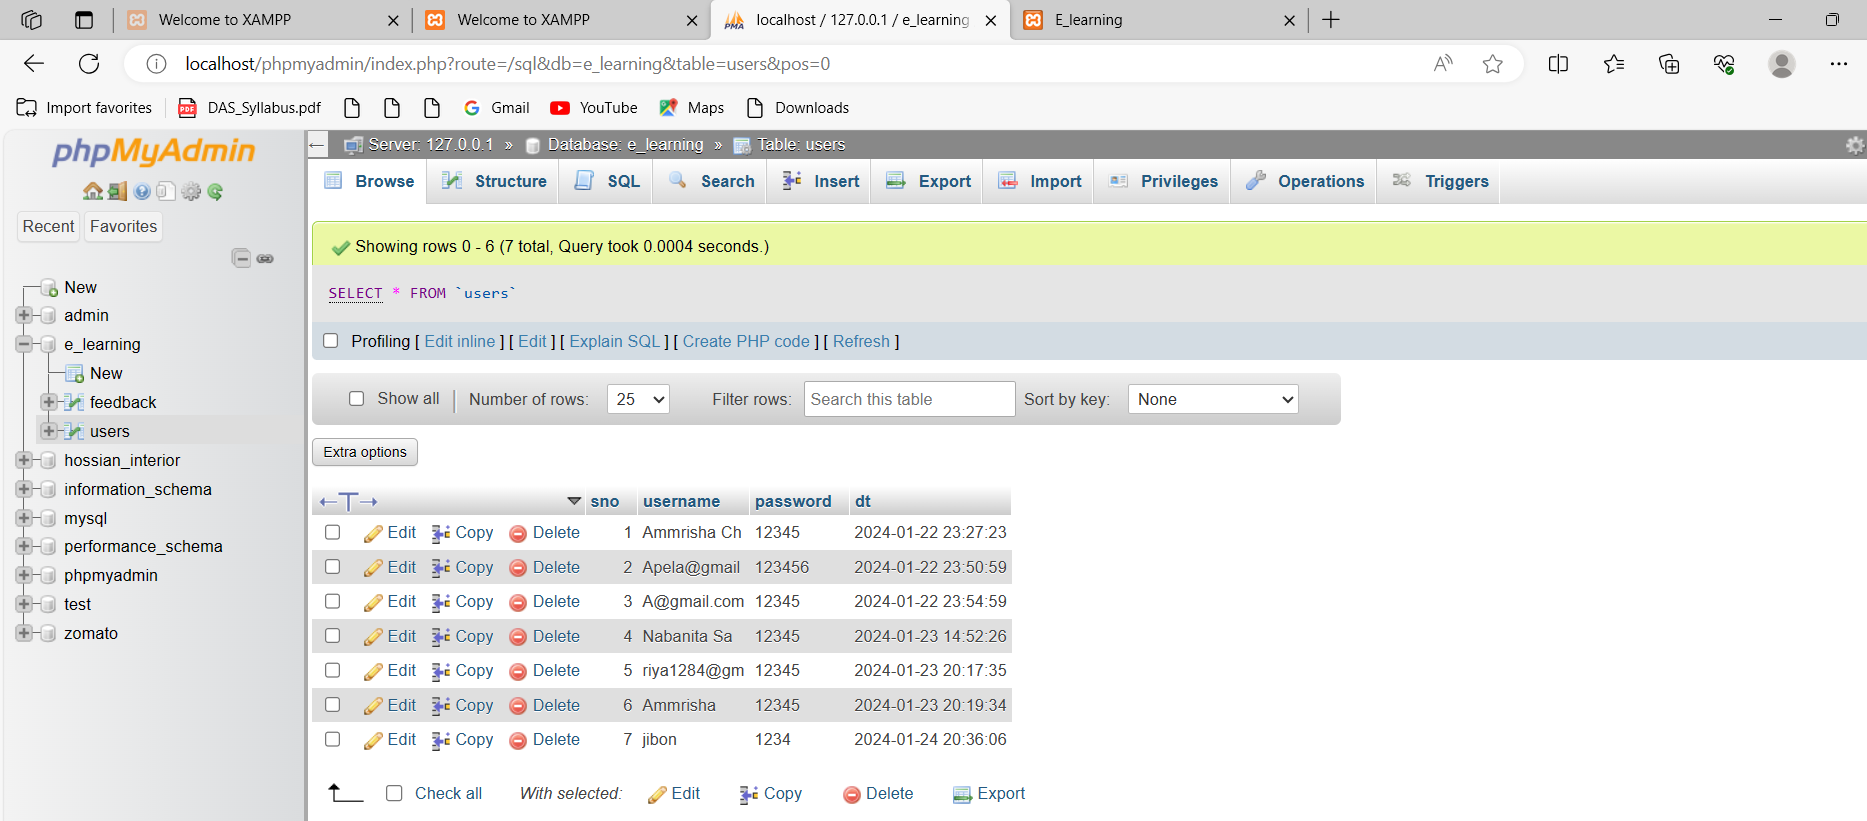 Welcome to XAMPP
Welcome to XAMPP
PMA localhost / 127.0.0.1 / e_learning
E_learning
localhost/phpmyadmin/index.php?route=/sql&db=e_learning&table=users&pos=0
Import favorites PDF DAS_Syllabus.pdf Gmail YouTube Maps Downloads
phpMyAdmin
Recent Favorites
New
admin
e_learning
New
feedback
users
hossian_interior
information_schema
mysql
performance_schema
phpmyadmin
test
zomato
Server: 127.0.0.1 » Database: e_learning » Table: users
Browse Structure SQL Search Insert Export Import Privileges Operations Triggers
Showing rows 0 - 6 (7 total, Query took 0.0004 seconds.)
SELECT * FROM `users`
Profiling [ Edit inline ] [ Edit ] [ Explain SQL ] [ Create PHP code ] [ Refresh ]
Show all Number of rows: 25 Filter rows: Search this table Sort by key: None
Extra options
←T→ sno username password dt
Edit Copy Delete 1 Ammrisha Ch 12345 2024-01-22 23:27:23
Edit Copy Delete 2 Apela@gmail 123456 2024-01-22 23:50:59
Edit Copy Delete 3 A@gmail.com 12345 2024-01-22 23:54:59
Edit Copy Delete 4 Nabanita Sa 12345 2024-01-23 14:52:26
Edit Copy Delete 5 riya1284@gm 12345 2024-01-23 20:17:35
Edit Copy Delete 6 Ammrisha 12345 2024-01-23 20:19:34
Edit Copy Delete 7 jibon 1234 2024-01-24 20:36:06
Check all With selected: Edit Copy Delete Export